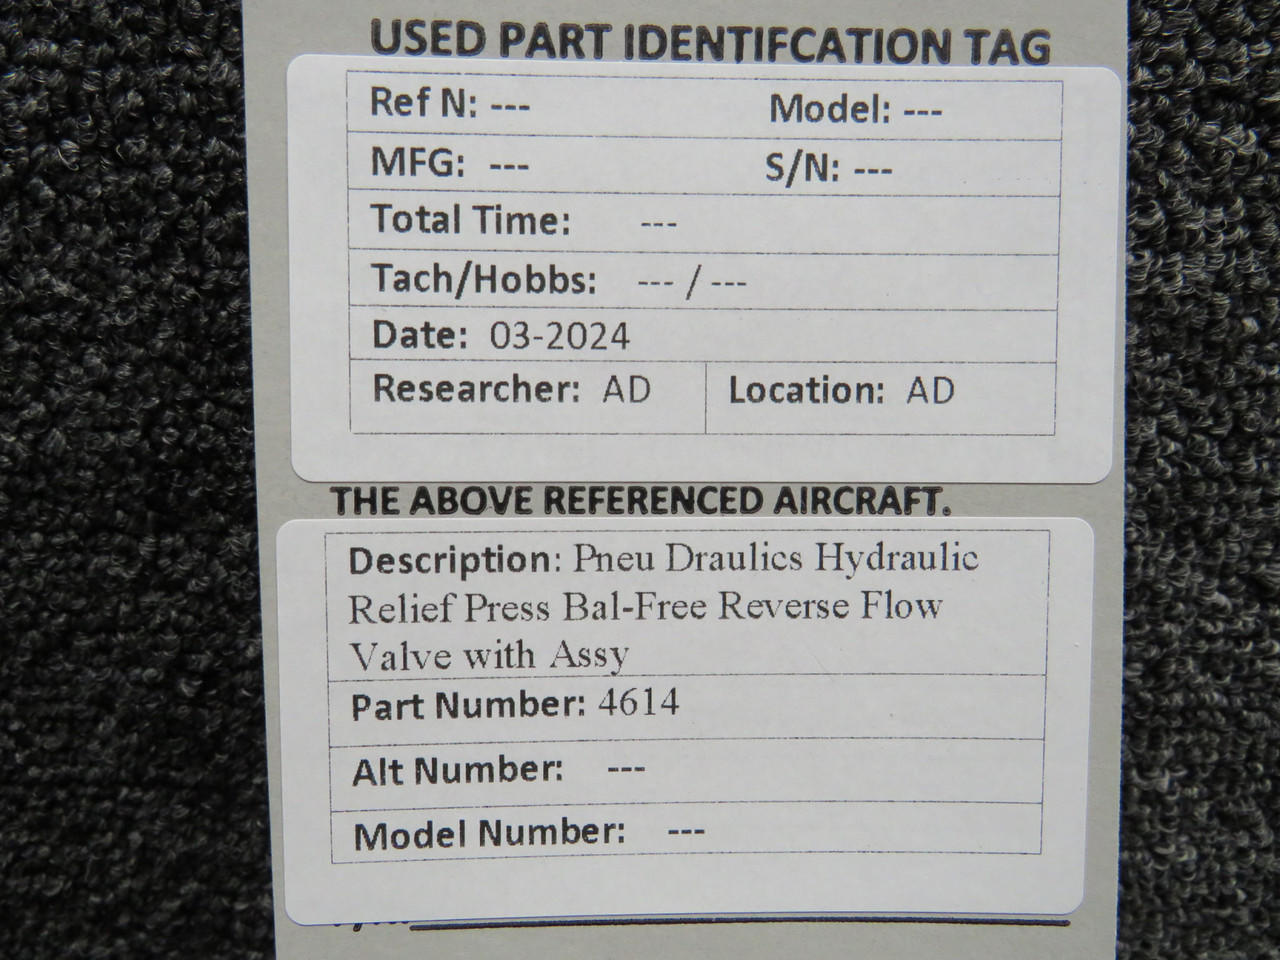 USED PART IDENTIFCATION TAG
Ref N: --- Model: ---
MFG: --- S/N: ---
Total Time: ---
Tach/Hobbs: --- / ---
Date: 03-2024
Researcher: AD Location: AD
THE ABOVE REFERENCED AIRCRAFT.
Description: Pneu Draulics Hydraulic
Relief Press Bal-Free Reverse Flow
Valve with Assy
Part Number: 4614
Alt Number: ---
Model Number: ---